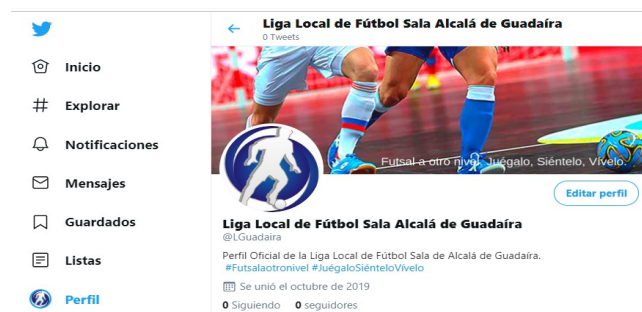 Inicio
Explorar
Notificaciones
Mensajes
Guardados
Listas
Perfil
Liga Local de Fútbol Sala Alcalá de Guadaíra
0 Tweets
Futsal a otro nivel. Juégalo, Siéntelo, Vívelo.
Editar perfil
Liga Local de Fútbol Sala Alcalá de Guadaíra
@LGuadaira
Perfil Oficial de la Liga Local de Fútbol Sala de Alcalá de Guadaíra.
#Futsalaotronivel #JuégaloSiénteloVívelo
Se unió el octubre de 2019
0 Siguiendo 0 seguidores